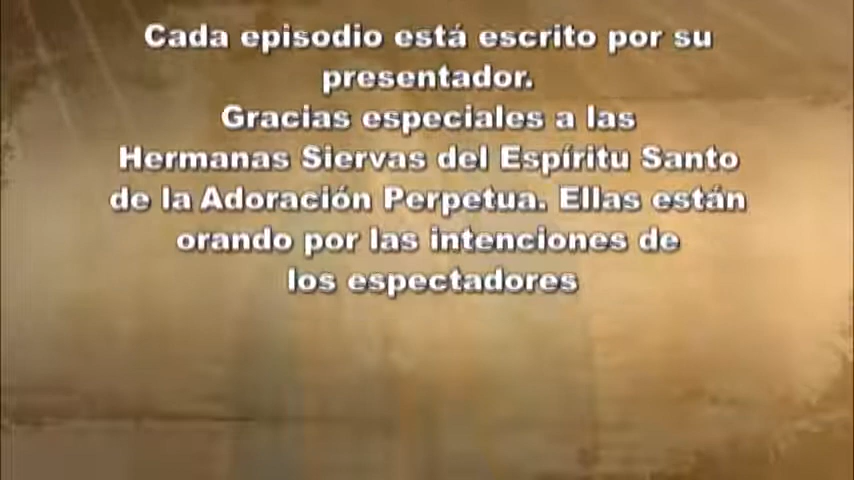 Cada episodio está escrito por su
presentador.
Gracias especiales a las
Hermanas Siervas del Espíritu Santo
de la Adoración Perpetua. Ellas están
orando por las intenciones de
los espectadores